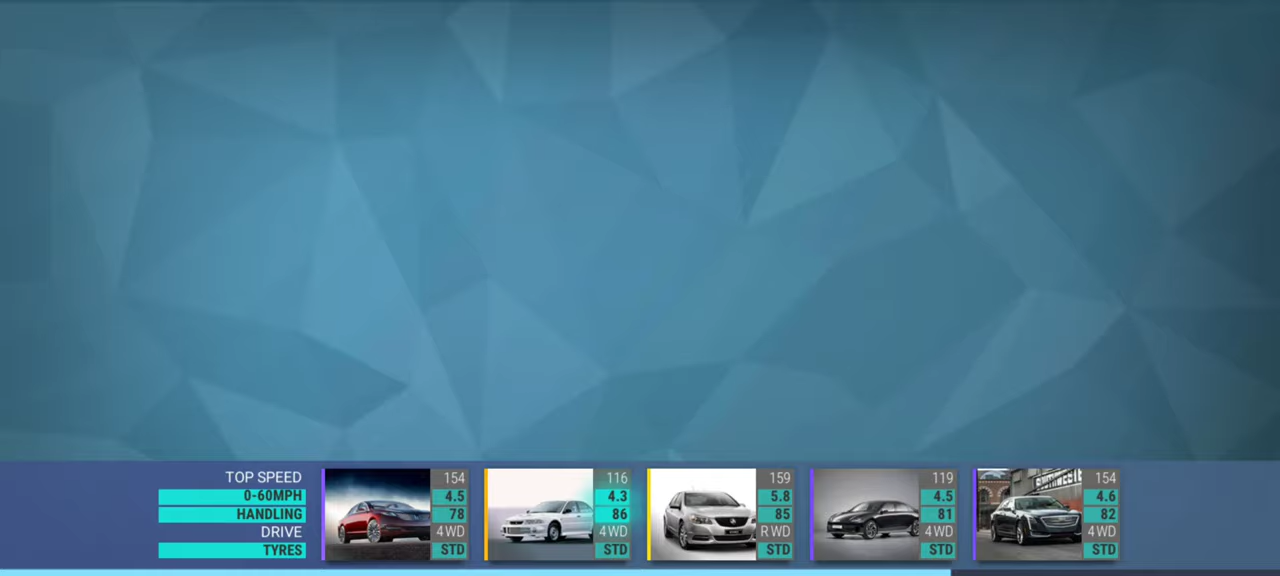 TOP SPEED 154 116 159 119 154
0-60MPH 4.5 4.3 5.8 4.5 4.6
HANDLING 78 86 85 81 82
DRIVE 4WD 4WD RWD 4WD 4WD
TYRES STD STD STD STD STD